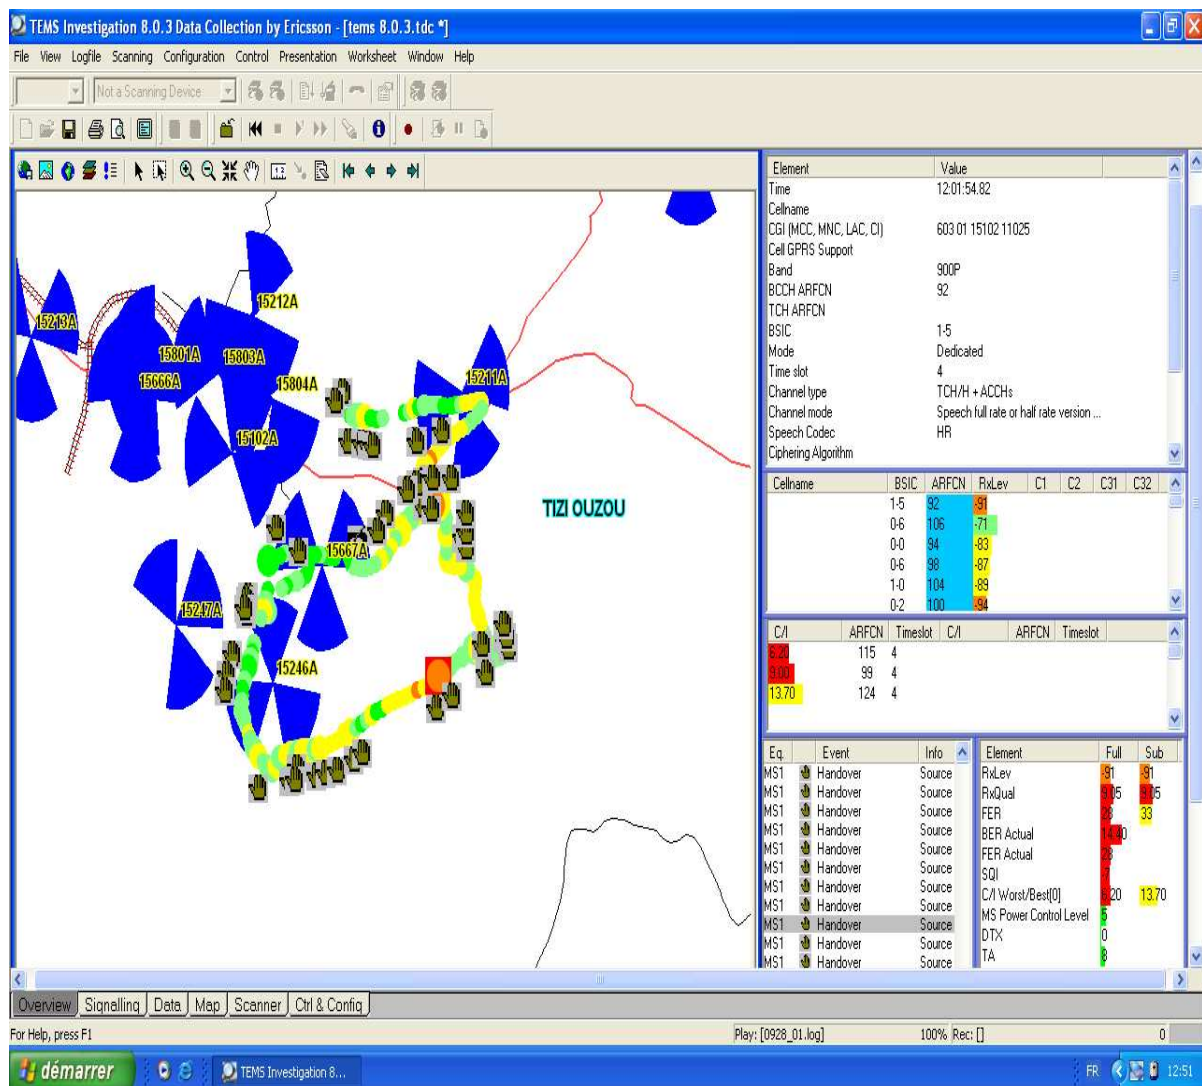 TEMS Investigation 8.0.3 Data Collection by Ericsson - [tems 8.0.3.tdc *]
File View Logfile Scanning Configuration Control Presentation Worksheet Window Help
Not a Scanning Device
15212A
15213A
15801A
15803A
15666A
15804A
15211A
15102A
TIZI OUZOU
15667A
15247A
15246A
Element Value
Time 12:01:54.82
Cellname
CGI (MCC, MNC, LAC, CI) 603 01 15102 11025
Cell GPRS Support
Band 900P
BCCH ARFCN 92
TCH ARFCN
BSIC 1-5
Mode Dedicated
Time slot 4
Channel type TCH/H + ACCHs
Channel mode Speech full rate or half rate version ...
Speech Codec HR
Ciphering Algorithm
Cellname BSIC ARFCN RxLev C1 C2 C31 C32
1-5 92 -91
0-6 106 -71
0-0 94 -83
0-6 98 -87
1-0 104 -89
0-2 100 -94
C/I ARFCN Timeslot C/I ARFCN Timeslot
6.20 115 4
9.00 99 4
13.70 124 4
Eq. Event Info
MS1 Handover Source
MS1 Handover Source
MS1 Handover Source
MS1 Handover Source
MS1 Handover Source
MS1 Handover Source
MS1 Handover Source
MS1 Handover Source
MS1 Handover Source
MS1 Handover Source
MS1 Handover Source
Element Full Sub
RxLev -91 -91
RxQual 9.05 9.05
FER 28 33
BER Actual 14.40
FER Actual 28
SQI
C/I Worst/Best[0] 6.20 13.70
MS Power Control Level 5
DTX 0
TA
Overview Signalling Data Map Scanner Ctrl & Config
For Help, press F1 Play: [0928_01.log] 100% Rec: [] 0
démarrer TEMS Investigation 8... FR 12:51